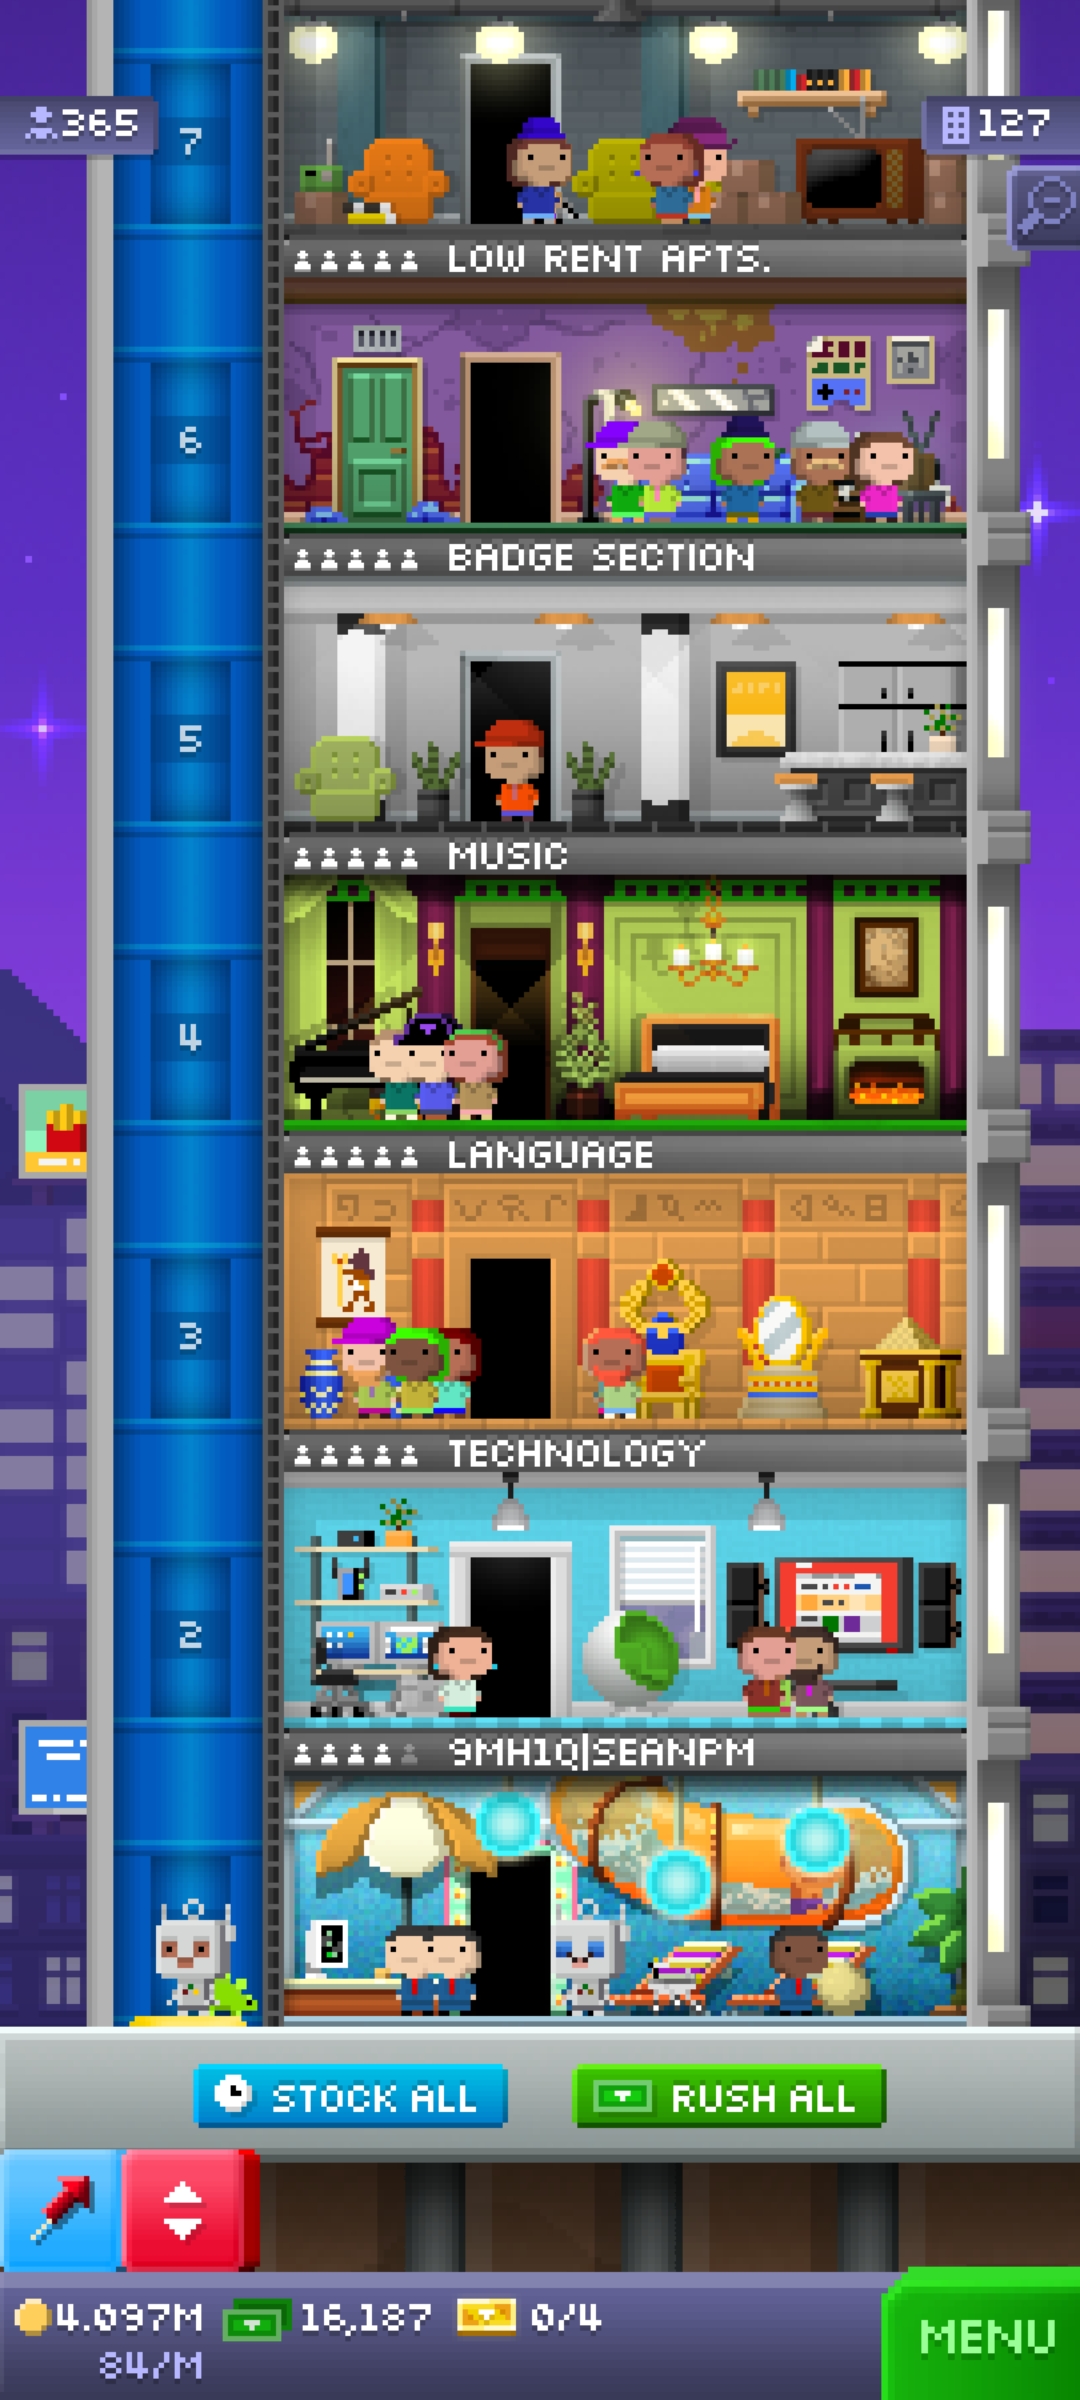 365
7
127
LOW RENT APTS.
6
BADGE SECTION
5
MUSIC
4
LANGUAGE
3
TECHNOLOGY
2
9MH1Q|SEANPM
STOCK ALL
RUSH ALL
4.097M
16,187
0/4
84/M
MENU